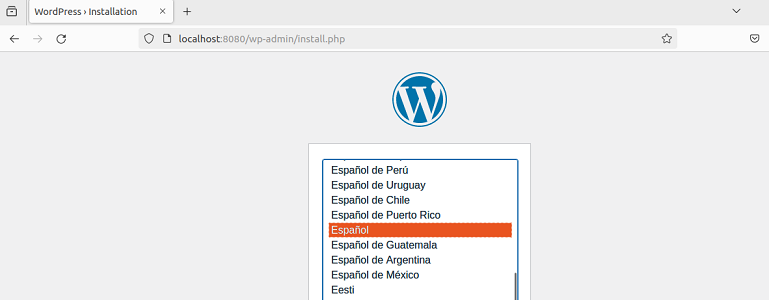 WordPress › Installation
localhost:8080/wp-admin/install.php
Español de Perú
Español de Uruguay
Español de Chile
Español de Puerto Rico
Español
Español de Guatemala
Español de Argentina
Español de México
Eesti